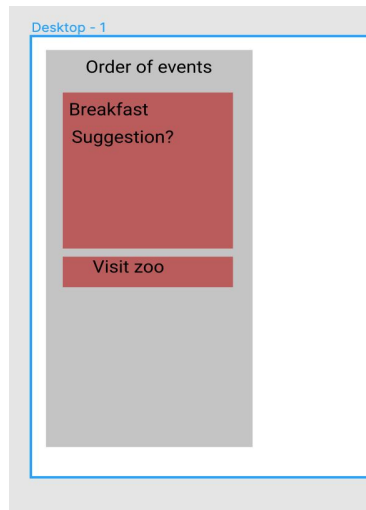 Desktop - 1
Order of events
Breakfast
Suggestion?
Visit zoo